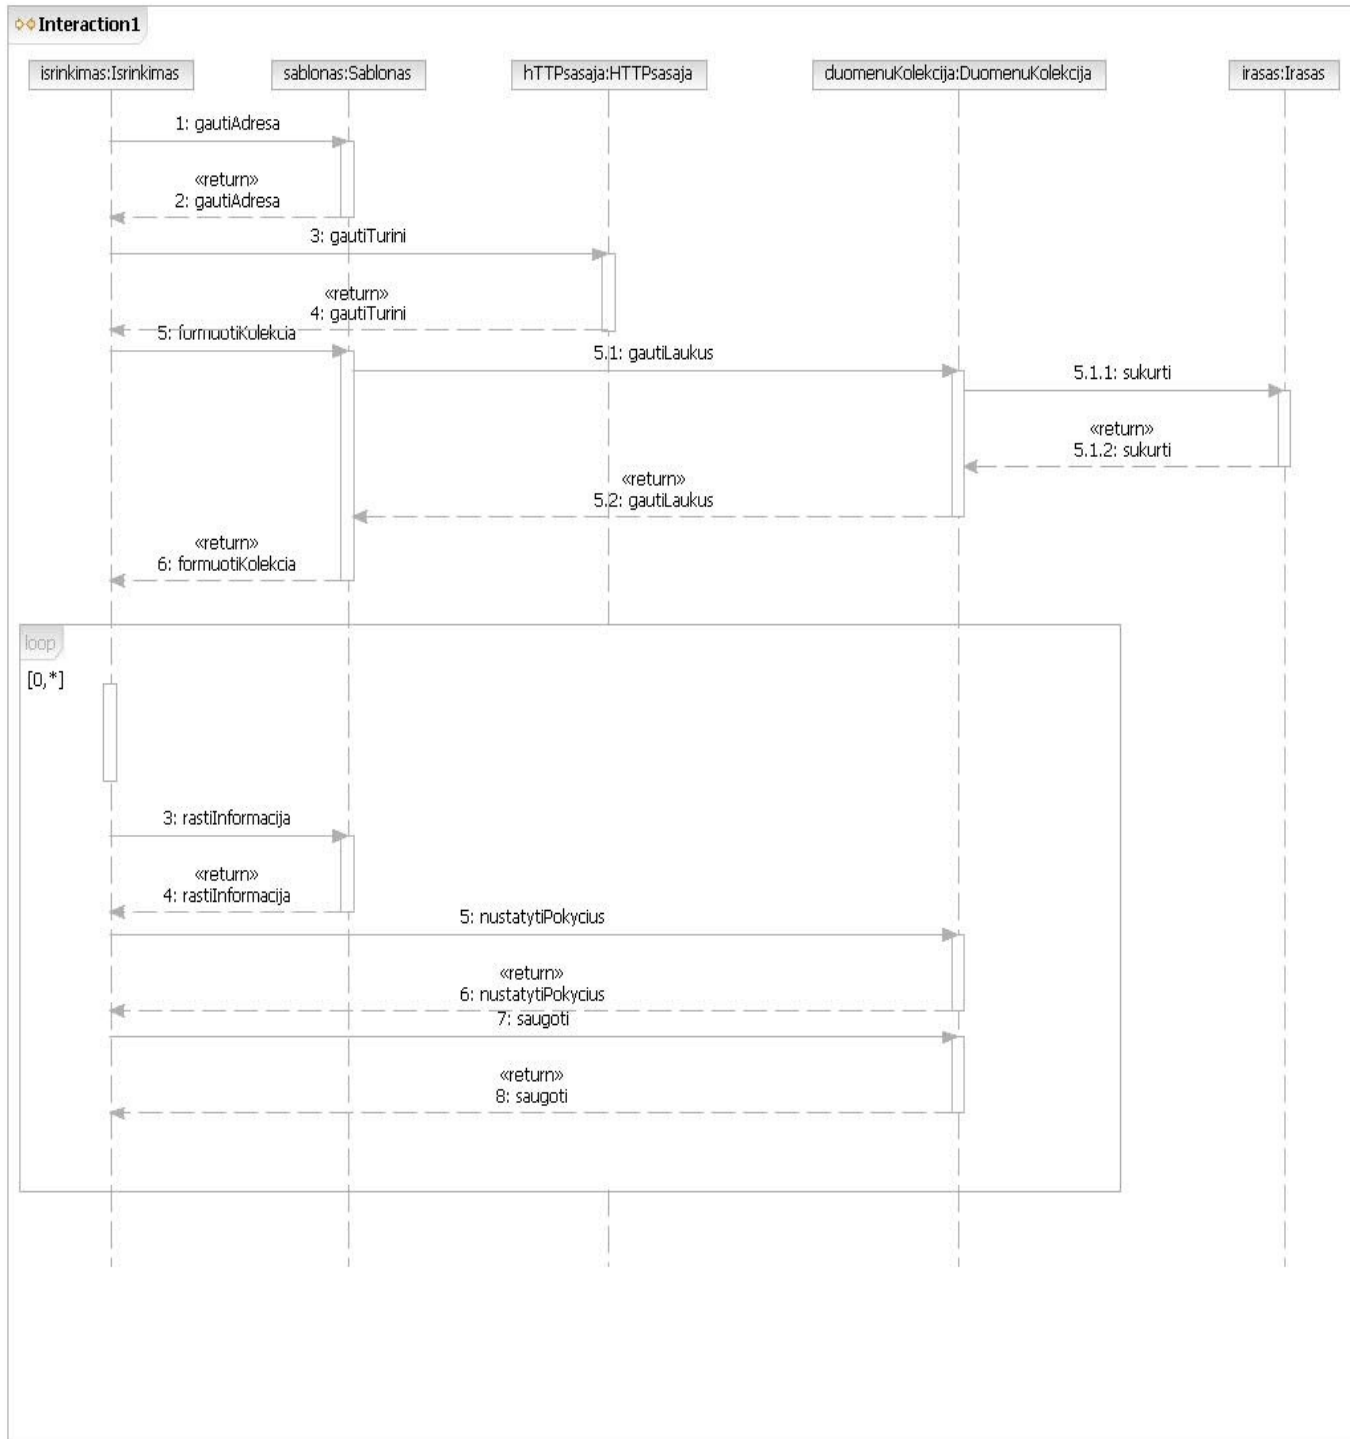 Interaction1
isrinkimas:Isrinkimas
sablonas:Sablonas
hTTPsasaja:HTTPsasaja
duomenuKolekcija:DuomenuKolekcija
irasas:Irasas
1: gautiAdresa
«return»
2: gautiAdresa
3: gautiTurini
«return»
4: gautiTurini
5: formuotiKolekcia
5.1: gautiLaukus
5.1.1: sukurti
«return»
5.1.2: sukurti
«return»
5.2: gautiLaukus
«return»
6: formuotiKolekcia
loop
[0,*]
3: rastiInformacija
«return»
4: rastiInformacija
5: nustatytiPokycius
«return»
6: nustatytiPokycius
7: saugoti
«return»
8: saugoti